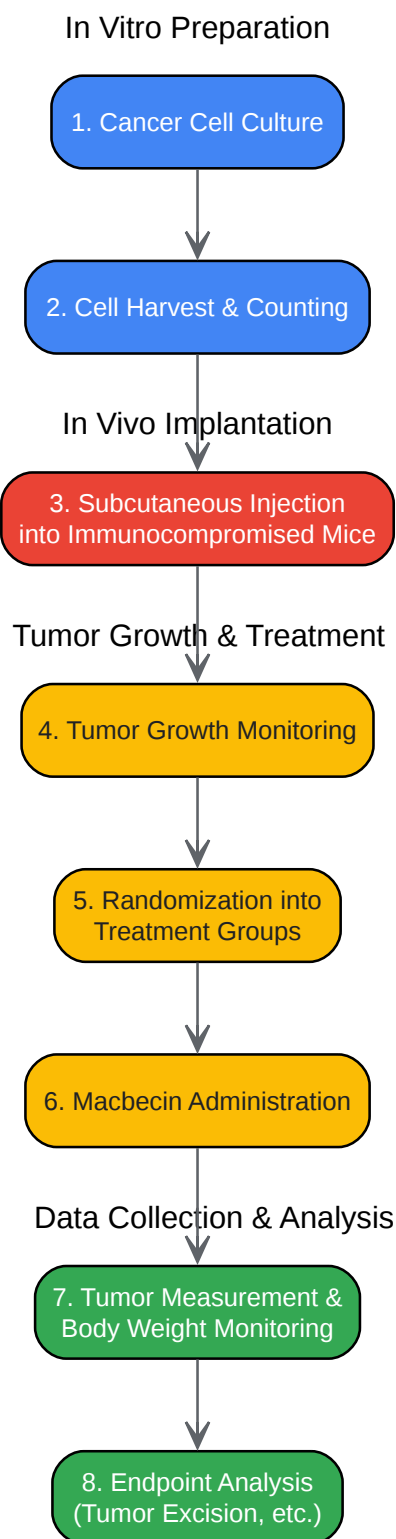 In Vitro Preparation
1. Cancer Cell Culture
2. Cell Harvest & Counting
In Vivo Implantation
3. Subcutaneous Injection
into Immunocompromised Mice
Tumor Growth & Treatment
4. Tumor Growth Monitoring
5. Randomization into
Treatment Groups
6. Macbecin Administration
Data Collection & Analysis
7. Tumor Measurement &
Body Weight Monitoring
8. Endpoint Analysis
(Tumor Excision, etc.)